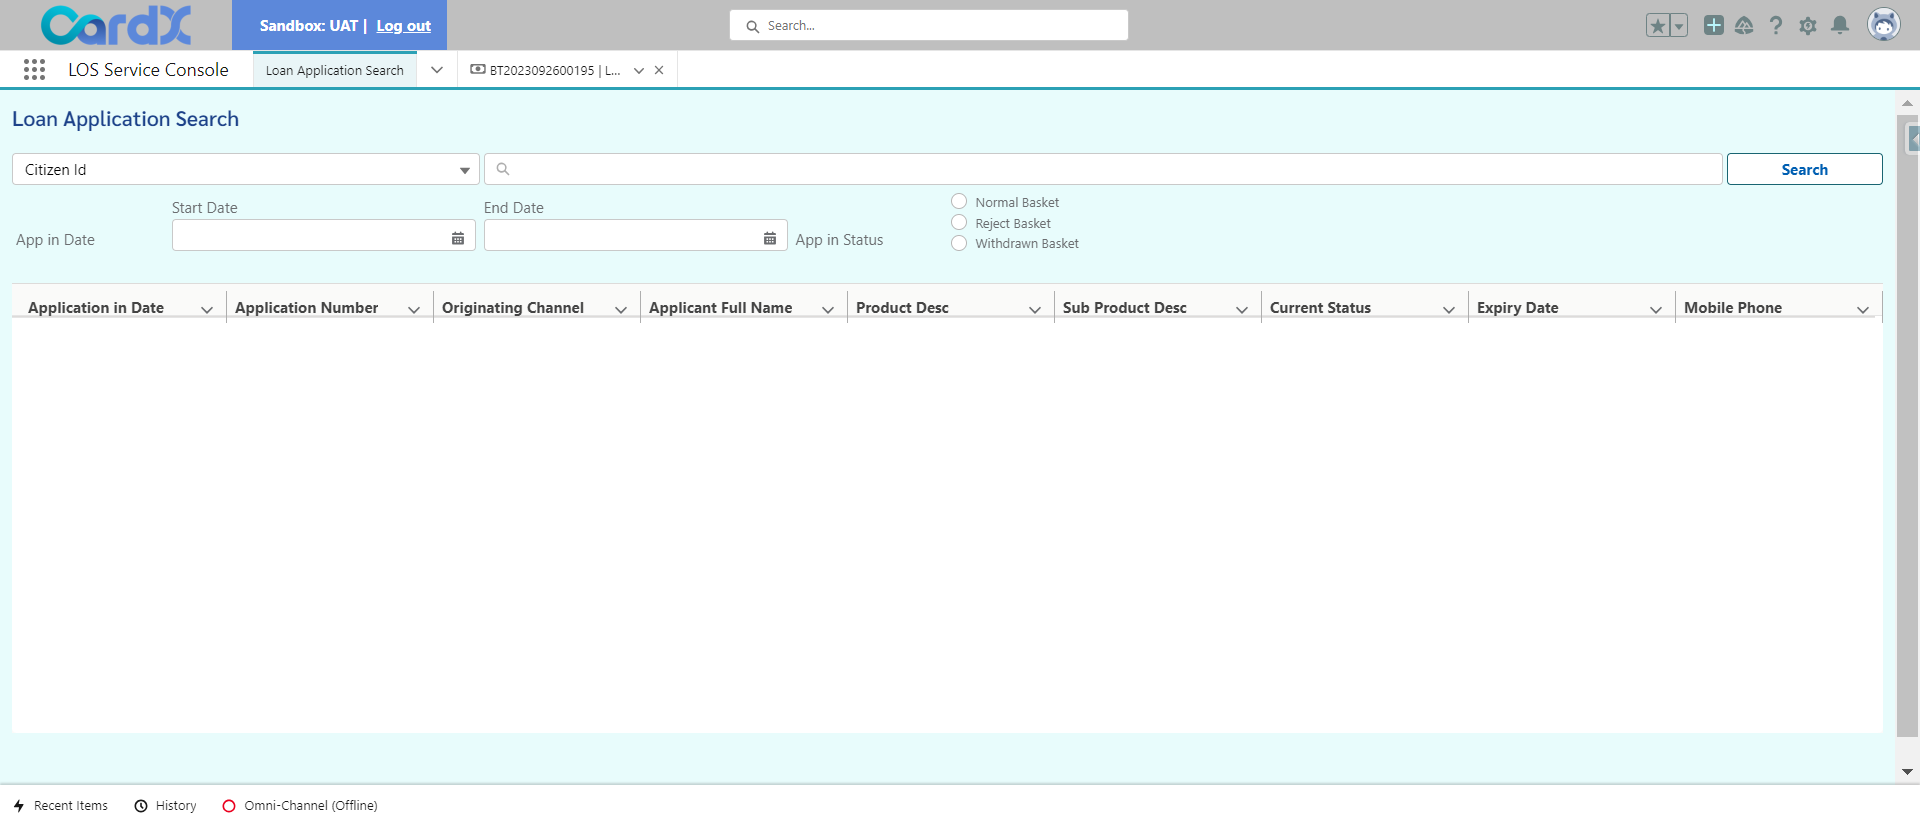 CardX
Sandbox: UAT | Log out
Search...
LOS Service Console
Loan Application Search
BT2023092600195 | L...
Loan Application Search
Citizen Id
Search
Start Date
End Date
App in Date
App in Status
Normal Basket
Reject Basket
Withdrawn Basket
Application in Date Application Number Originating Channel Applicant Full Name Product Desc Sub Product Desc Current Status Expiry Date Mobile Phone
Recent Items History Omni-Channel (Offline)